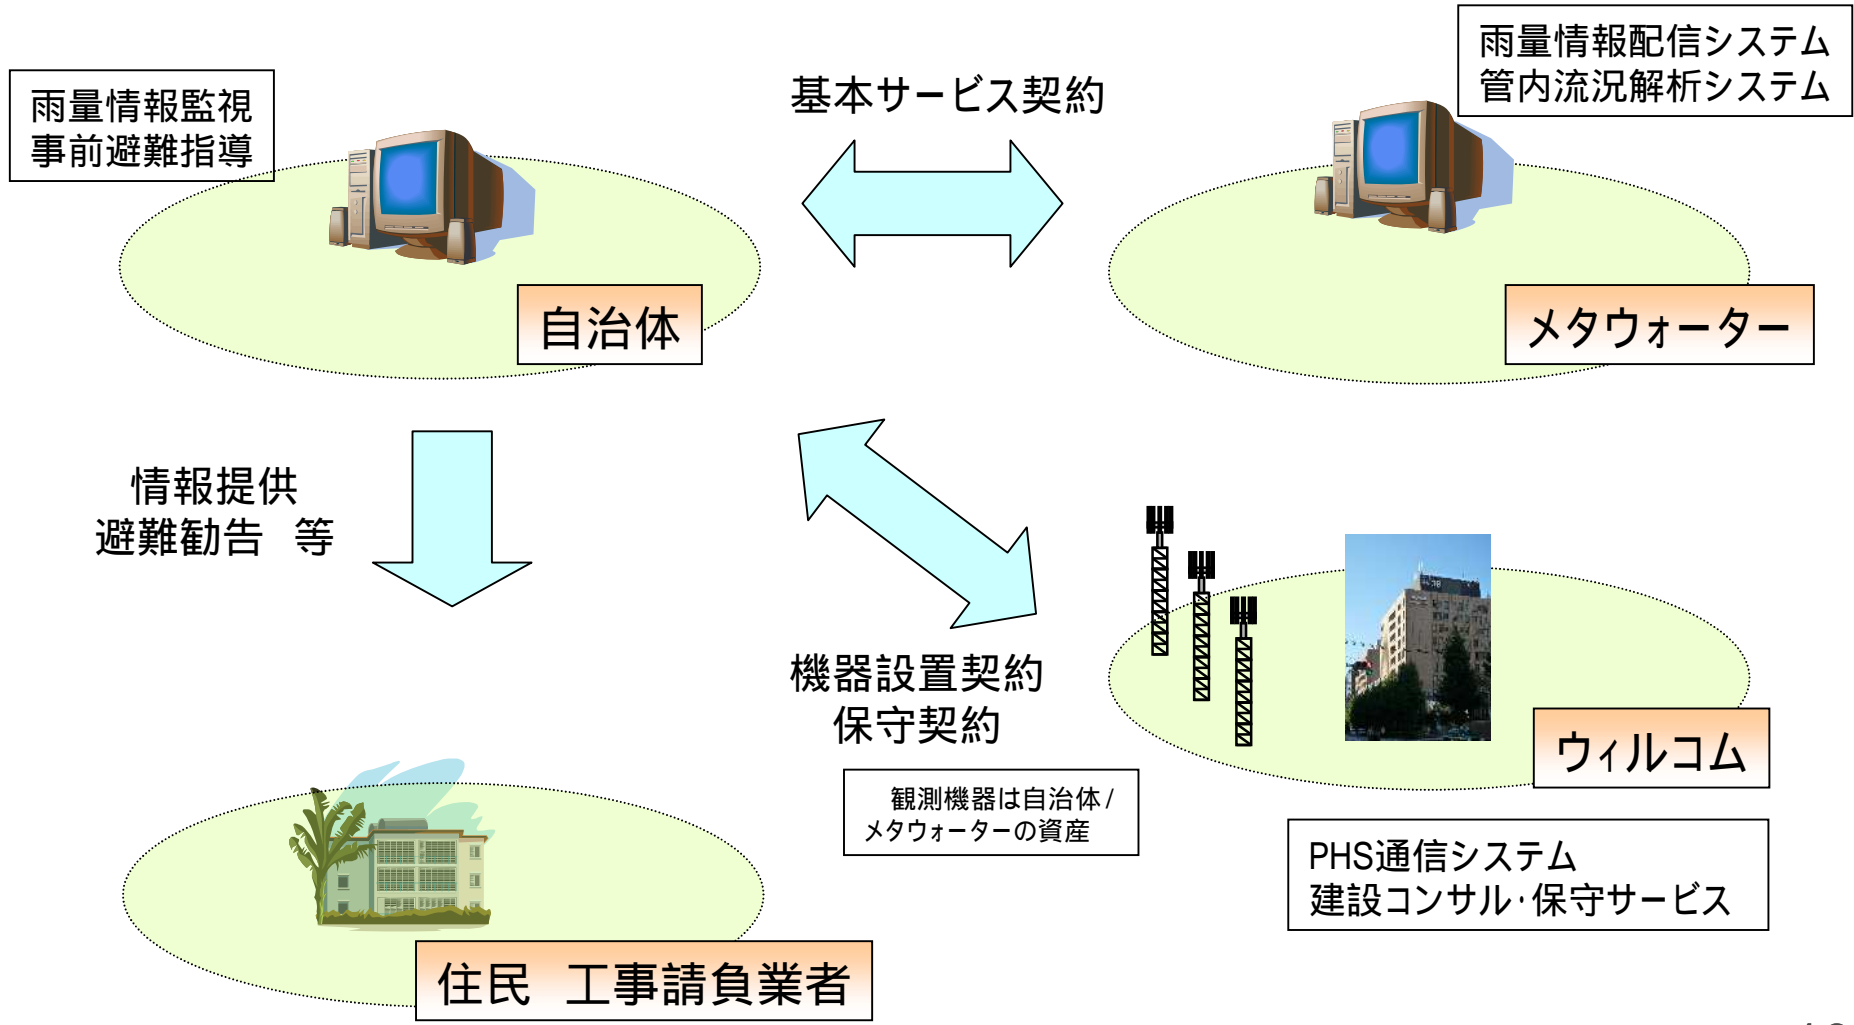 雨量情報配信システム
管内流況解析システム
雨量情報監視
事前避難指導
基本サービス契約
自治体
メタウォーター
情報提供
避難勧告　等
機器設置契約
保守契約
ウィルコム
観測機器は自治体/
メタウォーターの資産
PHS通信システム
建設コンサル・保守サービス
住民　工事請負業者